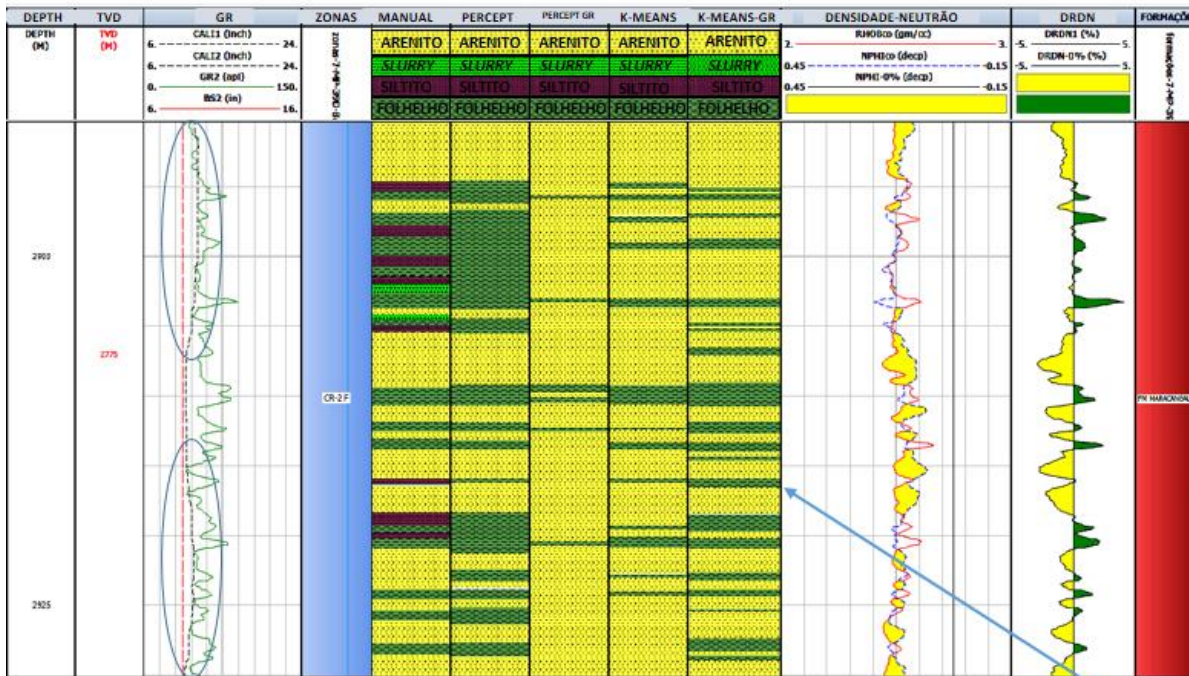 DEPTH TVD GR ZONAS MANUAL PERCEPT PERCEPT GR K-MEANS K-MEANS-GR DENSIDADE-NEUTRÃO DRDN FORMAÇÕ
DEPTH (M)
TVD (M)
CALI1 (Inch)
6. 24.
CALI2 (Inch)
6. 24.
GR2 (api)
0. 150.
BS2 (in)
6. 16.
ARENITO ARENITO ARENITO ARENITO ARENITO
SLURRY SLURRY SLURRY SLURRY SLURRY
SILTITO SILTITO SILTITO SILTITO SILTITO
FOLHELHO FOLHELHO FOLHELHO FOLHELHO FOLHELHO
RHOBco (gm/cc)
2. 3.
NPHIco (decp)
0.45 -0.15
NPHI-0% (decp)
0.45 -0.15
DRDN1 (%)
-5. 5.
DRDN-0% (%)
-5. 5.
2900
2775
CR-2 F
2925